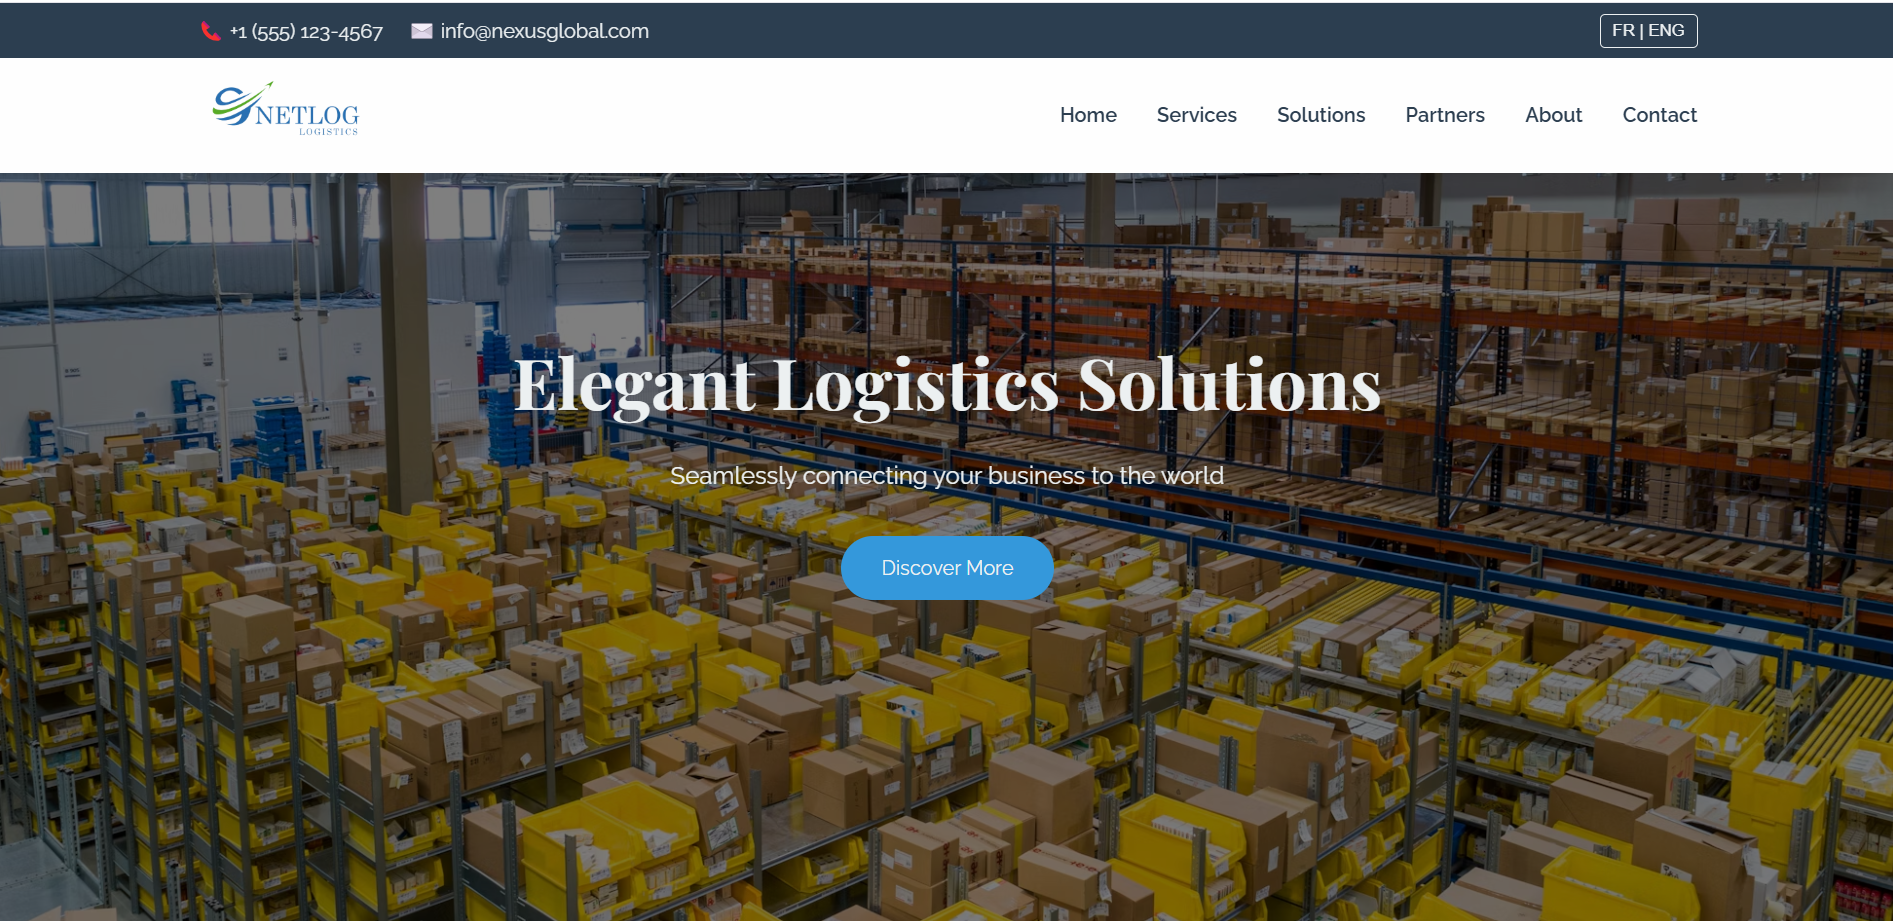 +1 (555) 123-4567 info@nexusglobal.com FR | ENG
NETLOG
LOGISTICS
Home Services Solutions Partners About Contact
Elegant Logistics Solutions
Seamlessly connecting your business to the world
Discover More